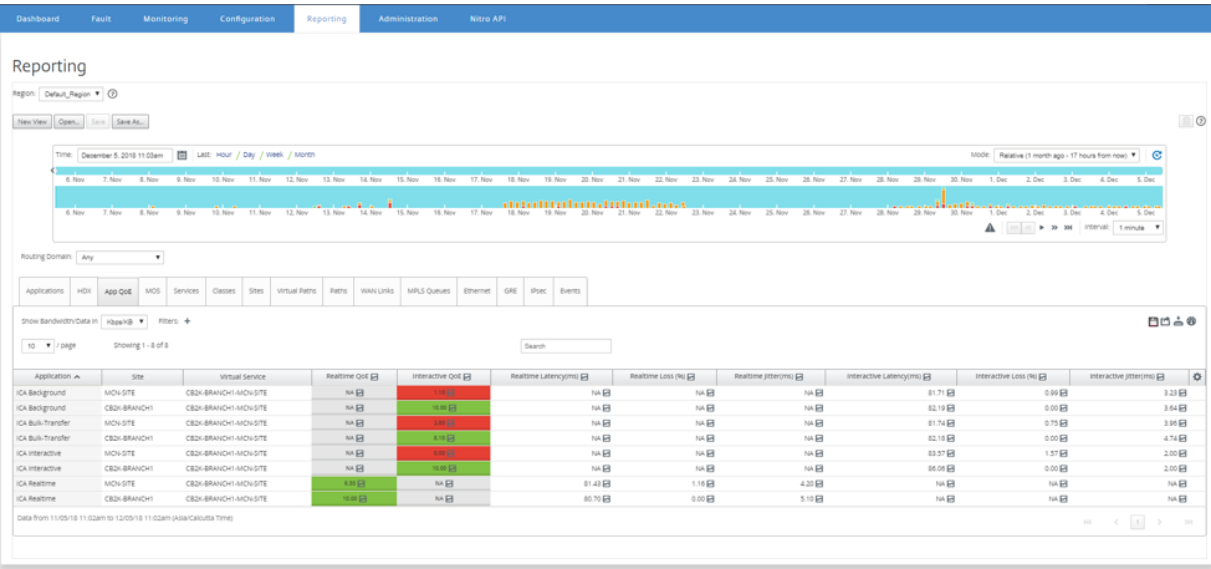 Dashboard Fault Monitoring Configuration Reporting Administration Nitro API
Reporting
Region: Default_Region
New View Open... Save Save As...
Time: December 5, 2018 11:03am Last: Hour / Day / Week / Month Mode: Relative (1 month ago - 17 hours from now)
6. Nov 7. Nov 8. Nov 9. Nov 10. Nov 11. Nov 12. Nov 13. Nov 14. Nov 15. Nov 16. Nov 17. Nov 18. Nov 19. Nov 20. Nov 21. Nov 22. Nov 23. Nov 24. Nov 25. Nov 26. Nov 27. Nov 28. Nov 29. Nov 30. Nov 1. Dec 2. Dec 3. Dec 4. Dec 5. Dec
6. Nov 7. Nov 8. Nov 9. Nov 10. Nov 11. Nov 12. Nov 13. Nov 14. Nov 15. Nov 16. Nov 17. Nov 18. Nov 19. Nov 20. Nov 21. Nov 22. Nov 23. Nov 24. Nov 25. Nov 26. Nov 27. Nov 28. Nov 29. Nov 30. Nov 1. Dec 2. Dec 3. Dec 4. Dec 5. Dec
Interval: 1 minute
Routing Domain: Any
Applications HDX App QoE MOS Services Classes Sites Virtual Paths Paths WAN Links MPLS Queues Ethernet GRE IPsec Events
Show Bandwidth/Data in Kbps/KB Filters: +
10 / page Showing 1 - 8 of 8 Search
Application Site Virtual Service Realtime QoE Interactive QoE Realtime Latency(ms) Realtime Loss (%) Realtime Jitter(ms) Interactive Latency(ms) Interactive Loss (%) Interactive Jitter(ms)
ICA Background MCN-SITE CB2K-BRANCH1-MCN-SITE NA NA NA NA 81.71 0.99 3.23
ICA Background CB2K-BRANCH1 CB2K-BRANCH1-MCN-SITE NA 10.00 NA NA NA 82.19 0.00 3.64
ICA Bulk-Transfer MCN-SITE CB2K-BRANCH1-MCN-SITE NA NA NA NA 81.74 0.75 3.96
ICA Bulk-Transfer CB2K-BRANCH1 CB2K-BRANCH1-MCN-SITE NA NA NA NA 82.18 0.00 4.74
ICA Interactive MCN-SITE CB2K-BRANCH1-MCN-SITE NA NA NA NA 83.57 1.57 2.00
ICA Interactive CB2K-BRANCH1 CB2K-BRANCH1-MCN-SITE NA 10.00 NA NA NA 86.06 0.00 2.00
ICA Realtime MCN-SITE CB2K-BRANCH1-MCN-SITE NA 81.43 1.16 4.20 NA NA NA
ICA Realtime CB2K-BRANCH1 CB2K-BRANCH1-MCN-SITE 10.00 NA 80.70 0.00 5.10 NA NA NA
Data from 11/05/18 11:02am to 12/05/18 11:02am (Asia/Calcutta Time) 1